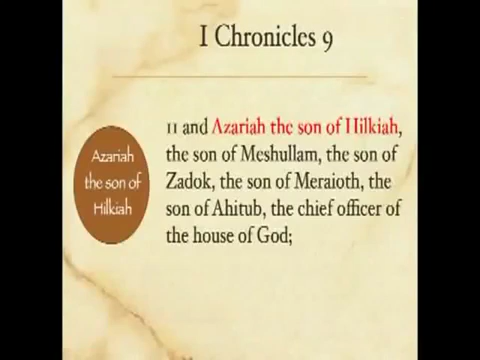 I Chronicles 9
Azariah
the son of
Hilkiah
11 and Azariah the son of Hilkiah,
the son of Meshullam, the son of
Zadok, the son of Meraioth, the
son of Ahitub, the chief officer of
the house of God;